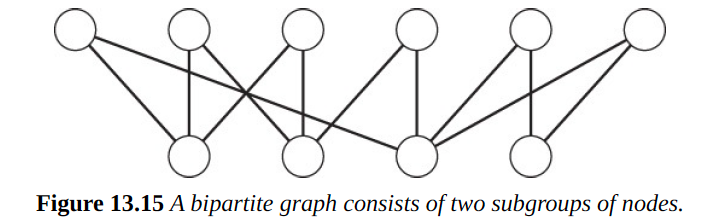 Figure 13.15 A bipartite graph consists of two subgroups of nodes.